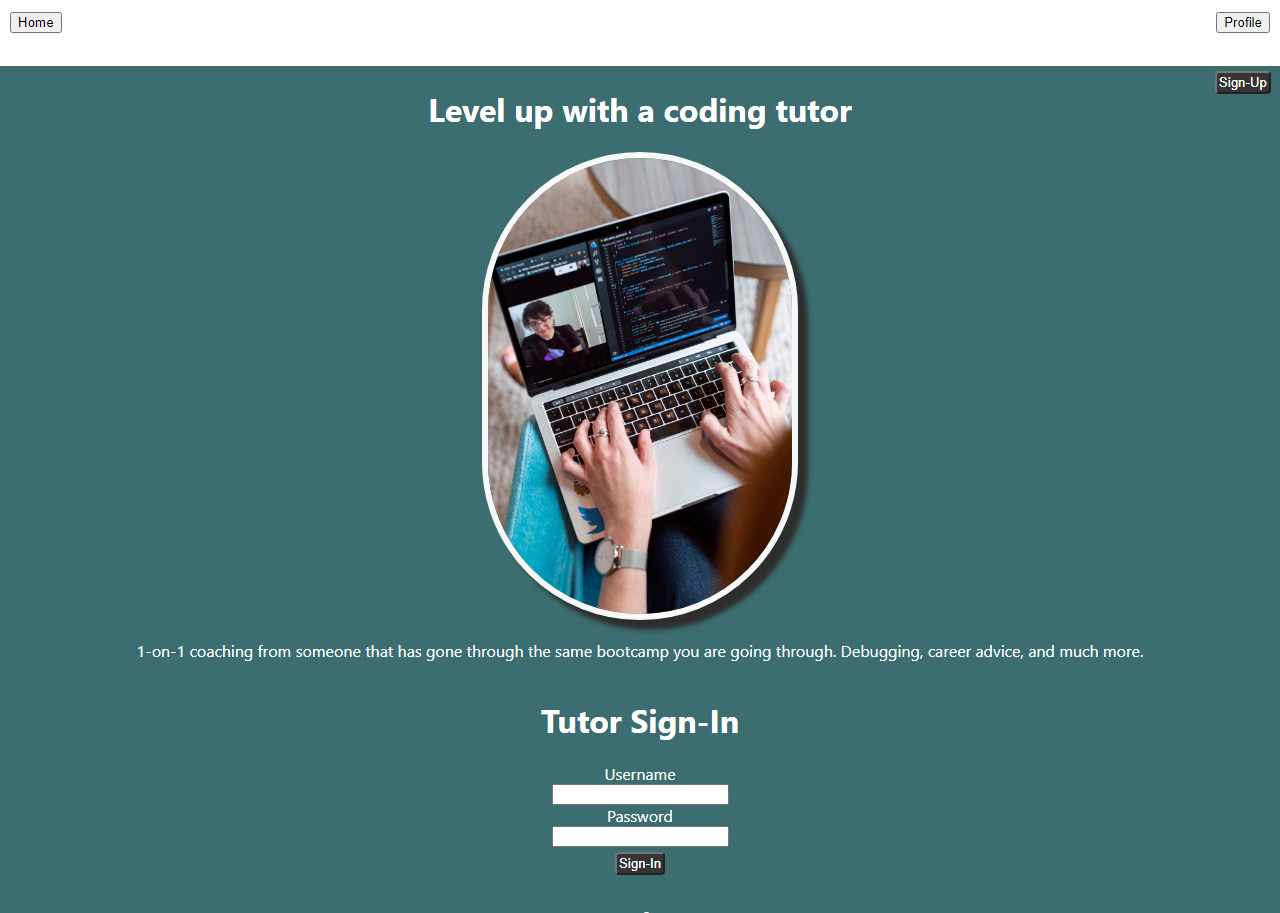 Home
Profile
Sign-Up
Level up with a coding tutor
1-on-1 coaching from someone that has gone through the same bootcamp you are going through. Debugging, career advice, and much more.
Tutor Sign-In
Username
Password
Sign-In